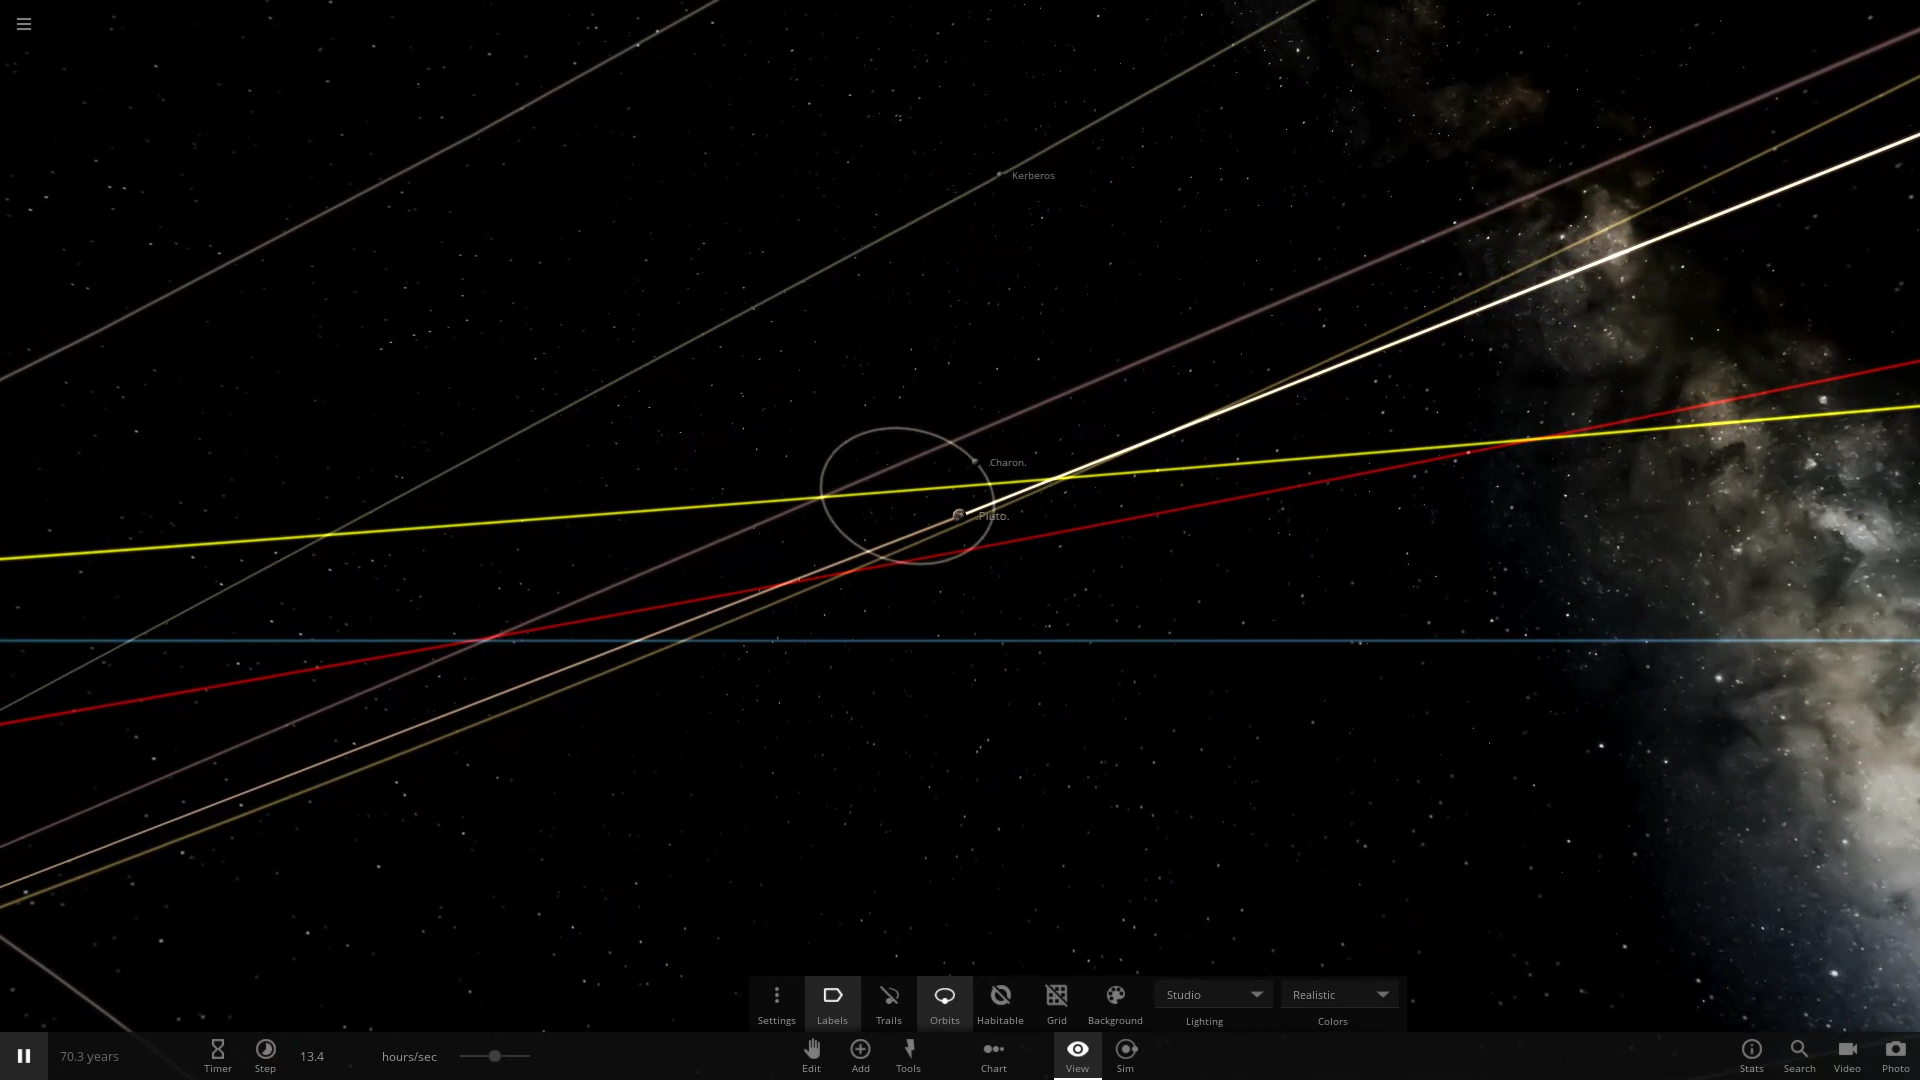 Kerberos
.Charon.
.Pluto.
Settings
Labels
Trails
Orbits
Habitable
Grid
Background
Studio
Lighting
Realistic
Colors
70.3 years
Timer
Step
13.4
hours/sec
Edit
Add
Tools
Chart
View
Sim
Stats
Search
Video
Photo